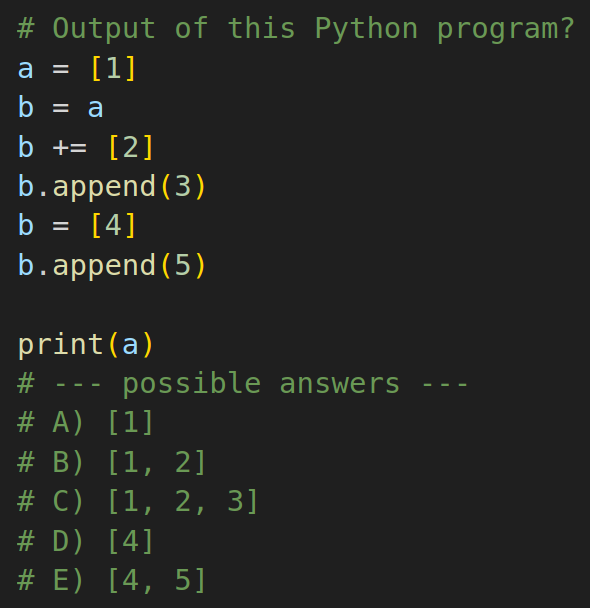 # Output of this Python program?
a = [1]
b = a
b += [2]
b.append(3)
b = [4]
b.append(5)

print(a)
# --- possible answers ---
# A) [1]
# B) [1, 2]
# C) [1, 2, 3]
# D) [4]
# E) [4, 5]